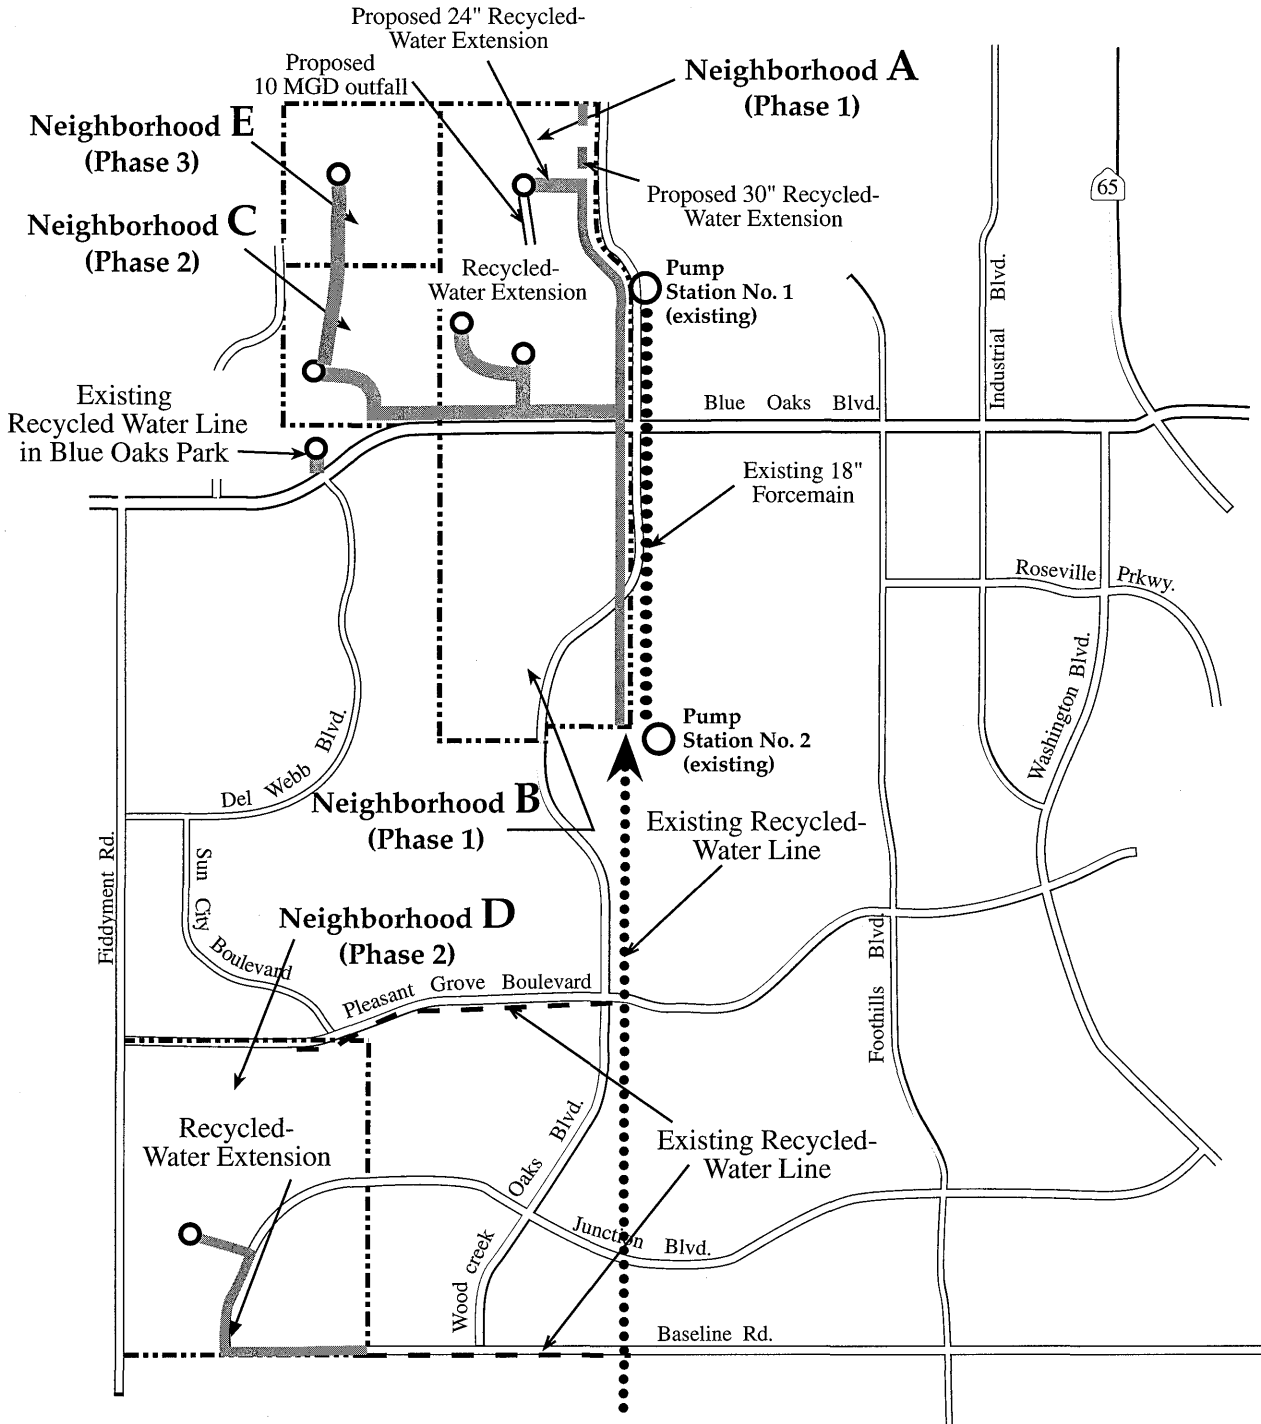 Proposed 24" Recycled-
Water Extension
Proposed
10 MGD outfall
Neighborhood A
(Phase 1)
Neighborhood E
(Phase 3)
Proposed 30" Recycled-
Water Extension
65
Neighborhood C
(Phase 2)
Recycled-
Water Extension
Pump
Station No. 1
(existing)
Industrial Blvd.
Existing
Recycled Water Line
in Blue Oaks Park
Blue Oaks Blvd.
Existing 18"
Forcemain
Roseville Prkwy.
Washington Blvd.
Pump
Station No. 2
(existing)
Del Webb Blvd.
Neighborhood B
(Phase 1)
Existing Recycled-
Water Line
Fiddyment Rd.
Sun City Boulevard
Neighborhood D
(Phase 2)
Pleasant Grove Boulevard
Foothills Blvd.
Recycled-
Water Extension
Existing Recycled-
Water Line
Wood creek Oaks Blvd.
Junction Blvd.
Baseline Rd.